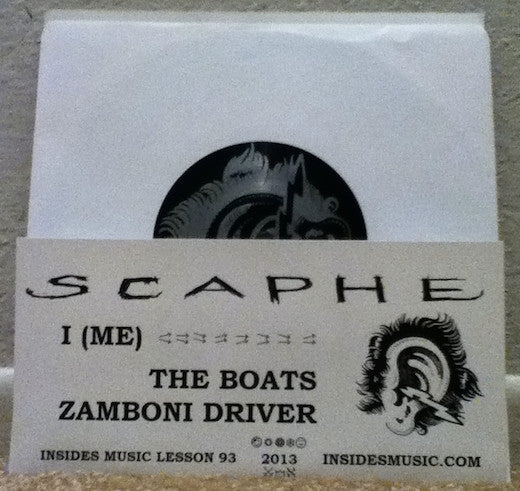 SCAPHE
I (ME)
THE BOATS
ZAMBONI DRIVER
INSIDES MUSIC LESSON 93 2013 INSIDESMUSIC.COM